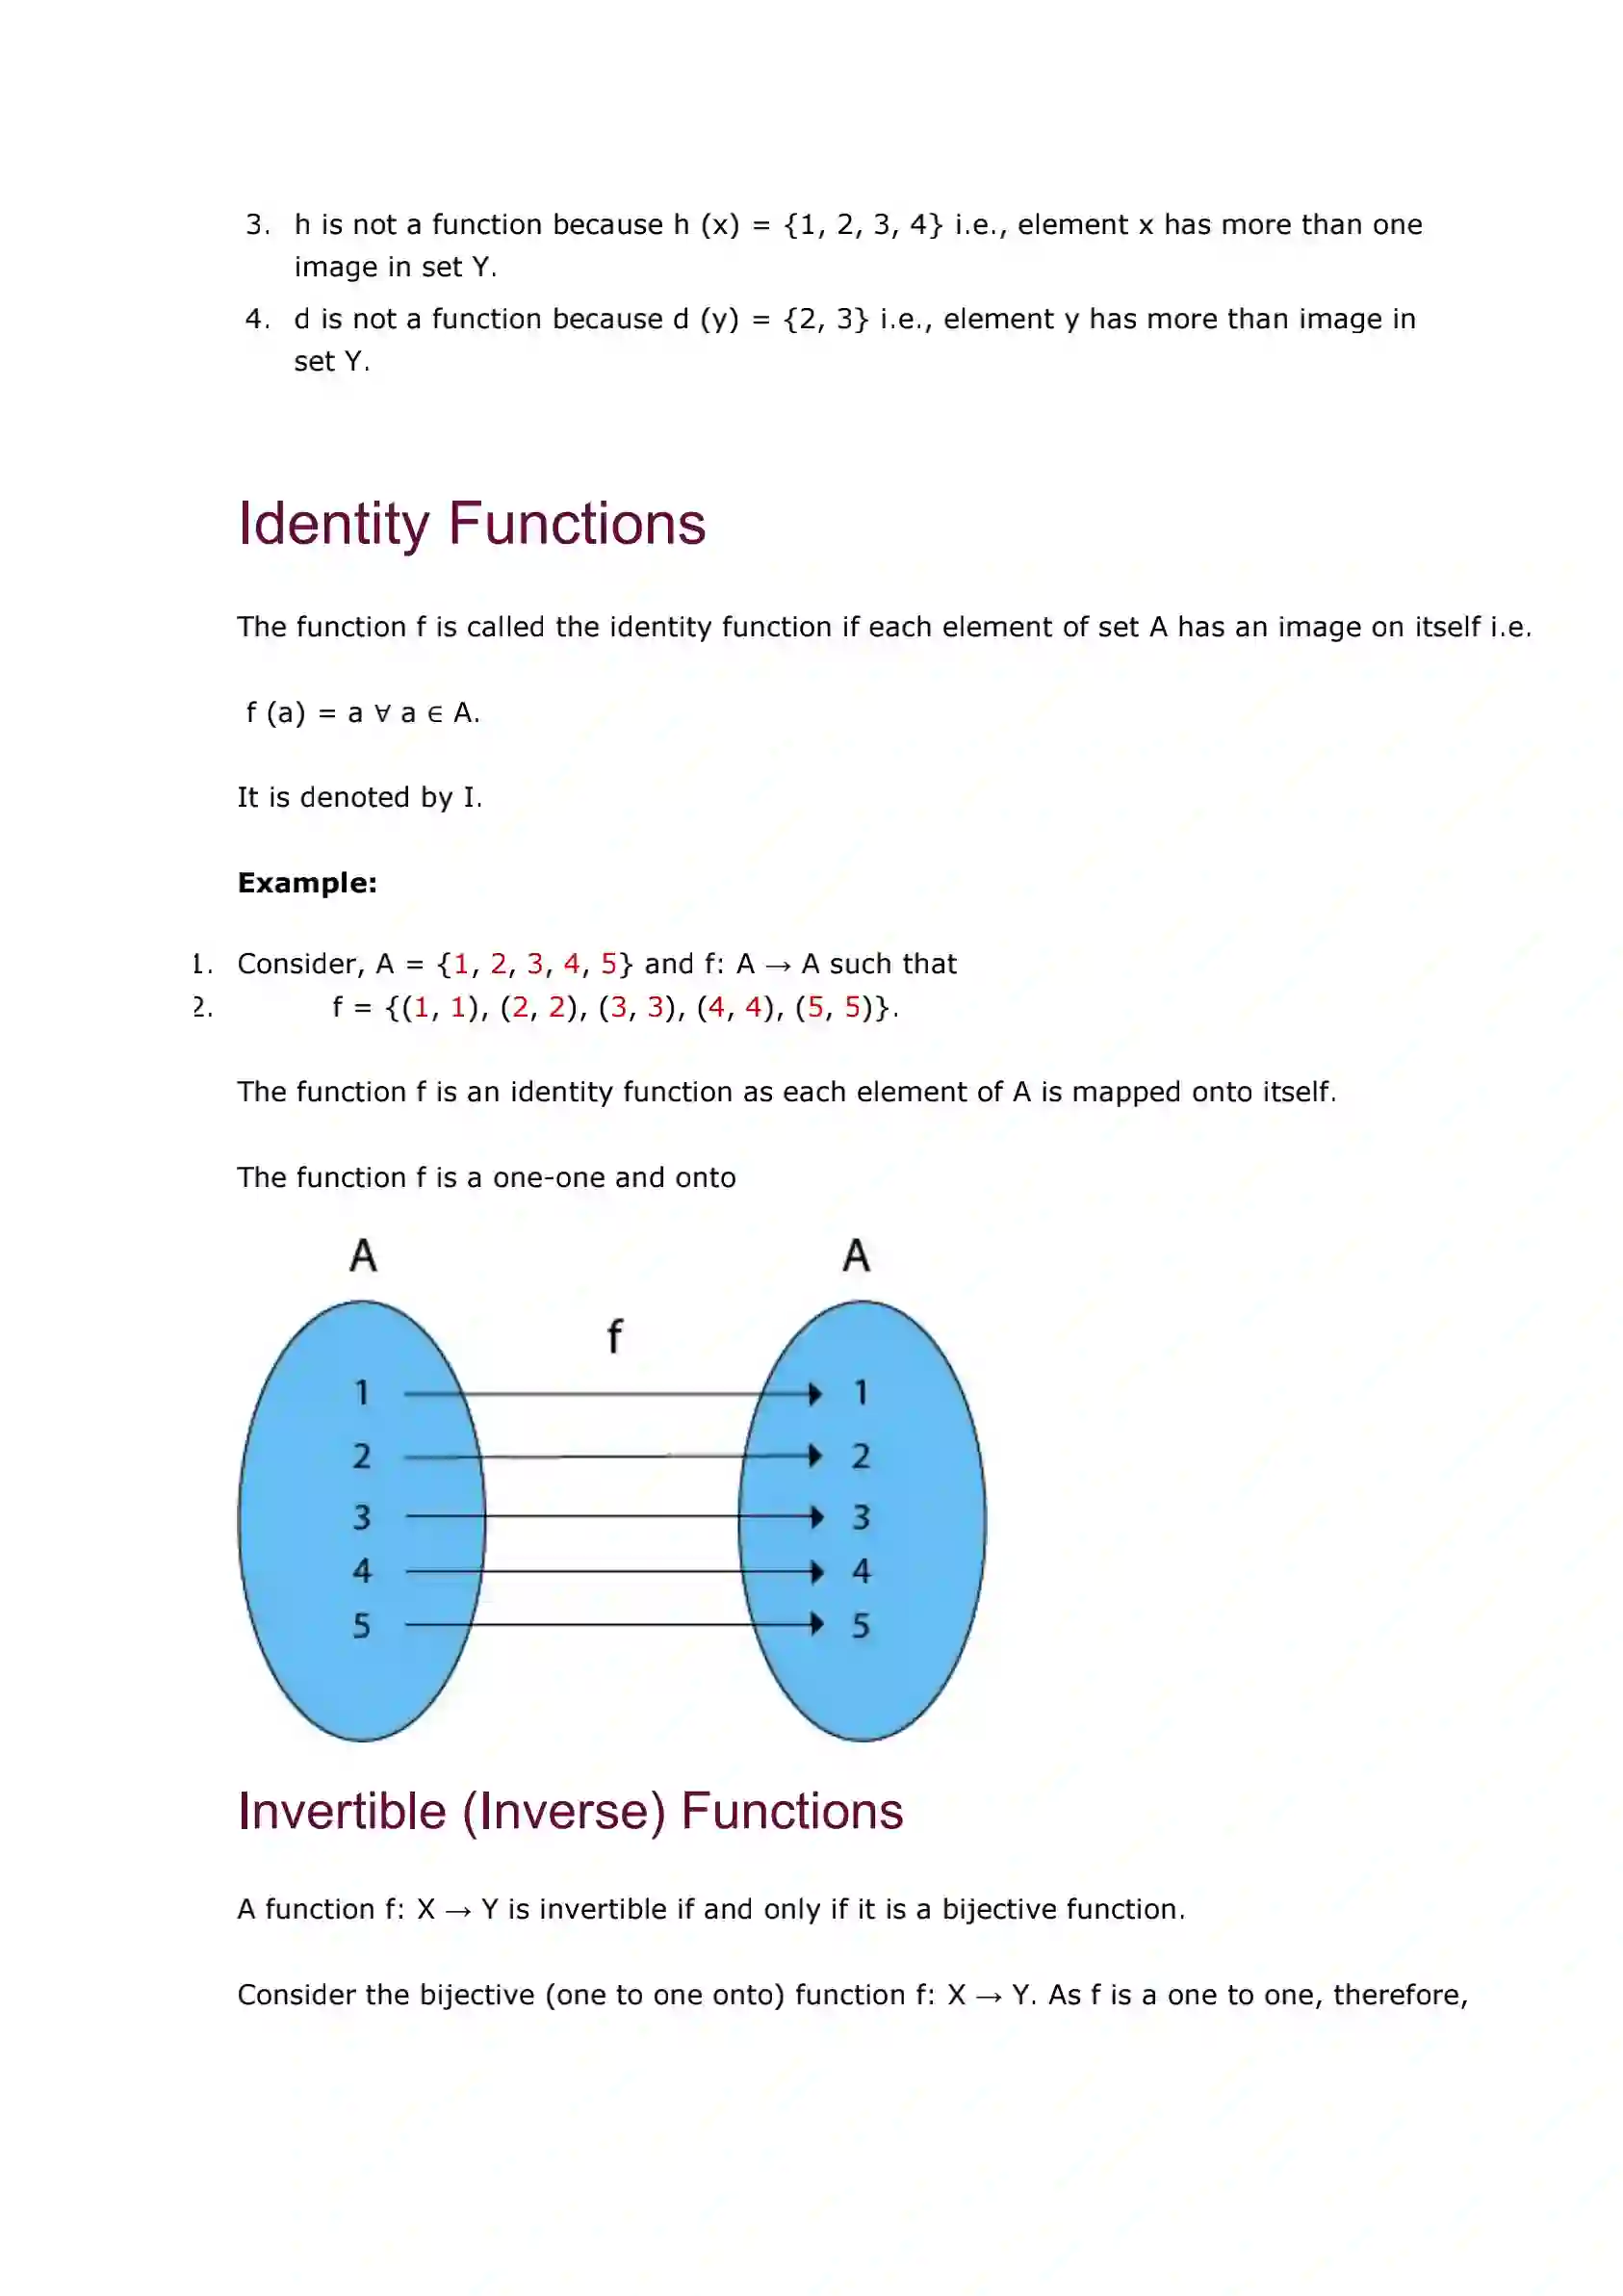 3. h is not a function because h (x) = {1, 2, 3, 4} i.e., element x has more than one
image in set Y.
4. d is not a function because d (y) = {2, 3} i.e., element y has more than image in
set Y.
Identity Functions
The function f is called the identity function if each element of set A has an image on itself i.e.
f (a) = a ∀ a ∈ A.
It is denoted by I.
Example:
1. Consider, A = {1, 2, 3, 4, 5} and f: A → A such that
2. f = {(1, 1), (2, 2), (3, 3), (4, 4), (5, 5)}.
The function f is an identity function as each element of A is mapped onto itself.
The function f is a one-one and onto
A A
f
1 1
2 2
3 3
4 4
5 5
Invertible (Inverse) Functions
A function f: X → Y is invertible if and only if it is a bijective function.
Consider the bijective (one to one onto) function f: X → Y. As f is a one to one, therefore,